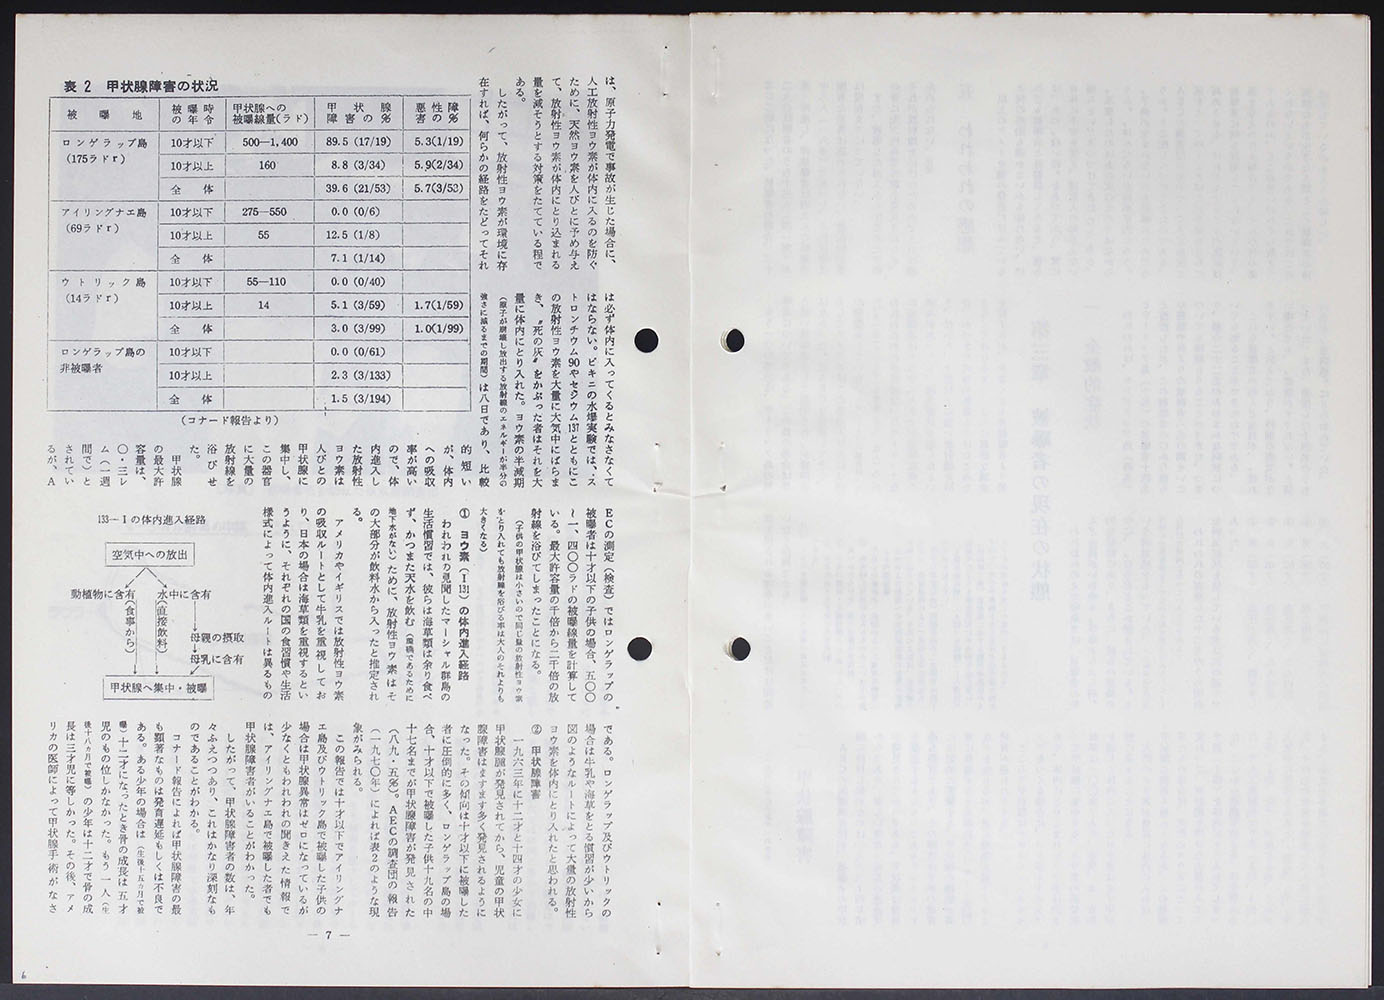 は、原子力発電で事故が生じた場合に、
人工放射性ヨウ素が体内に入るのを防ぐ
ために、天然ヨウ素を人びとに予め与え
て、放射性ヨウ素が体内にとり込まれる
量を減そうとする対策をたてている程で
ある。
したがって、放射性ヨウ素が環境に存
在すれば、何らかの経路をたどってそれ
表2 甲状腺障害の状況
被曝地 被曝時の年令 甲状腺への被曝線量(ラド) 甲状腺障害の% 悪性障害の%
ロンゲラップ島(175ラドr) 10才以下 500—1,400 89.5 (17/19) 5.3(1/19)
10才以上 160 8.8 (3/34) 5.9(2/34)
全体 39.6 (21/53) 5.7(3/53)
アイリングナエ島(69ラドr) 10才以下 275—550 0.0 (0/6)
10才以上 55 12.5 (1/8)
全体 7.1 (1/14)
ウトリック島(14ラドr) 10才以下 55—110 0.0 (0/40)
10才以上 14 5.1 (3/59) 1.7(1/59)
全体 3.0 (3/99) 1.0(1/99)
ロンゲラップ島の非被曝者 10才以下 0.0 (0/61)
10才以上 2.3 (3/133)
全体 1.5 (3/194)
(コナード報告より)
は必ず体内に入ってくるとみなさなくて
はならない。ビキニの水爆実験では、ス
トロンチウム90やセシウム137とともにこ
の放射性ヨウ素を大量に大気中にばらま
き、〝死の灰〟をかぶった者はそれを大
量に体内にとり入れた。ヨウ素の半減期
(原子が崩壊し放出する放射線のエネルギーが半分の
強さに減るまでの期間)は八日であり、比較
的短い
が、体内
への吸収
率が高い
ので、体
内進入し
た放射性
ヨウ素は
人びとの
甲状腺に
集中し、
この器官
に大量の
放射線を
浴びせ
た。
甲状腺
の最大許
容量は、
〇・三レ
ム(一週
間で)と
されてい
るが、A
ECの測定(検査)ではロンゲラップの
被曝者は十才以下の子供の場合、五〇〇
~一、四〇〇ラドの被曝線量を計算して
いる。最大許容量の千倍から二千倍の放
射線を浴びてしまったことになる。
(子供の甲状腺は小さいので同じ量の放射性ヨウ素
をとり入れても放射線を浴びる率は大人のそれよりも
大きくなる)
① ヨウ素(I131)の体内進入経路
われわれの見聞したマーシャル群島の
生活慣習では、彼らは海草類は余り食べ
ず、かつまた天水を飲む(環礁であるために
地下水がない)ために、放射性ヨウ素はそ
の大部分が飲料水から入ったと推定され
る。
アメリカやイギリスでは放射性ヨウ素
の吸収ルートとして牛乳を重視してお
り、日本の場合は海草類を重視するとい
うように、それぞれの国の食習慣や生活
様式によって体内進入ルートは異るもの
133—Iの体内進入経路
空気中への放出
動植物に含有
水中に含有
(食事から)
(直接飲料)
母親の摂取
母乳に含有
甲状腺へ集中・被曝
である。ロンゲラップ及びウトリックの
場合は牛乳や海草をとる慣習が少いから
図のようなルートによって大量の放射性
ヨウ素を体内にとり入れたと思われる。
② 甲状腺障害
一九六三年に十二才と十四才の少女に
甲状腺腫が発見されてから、児童の甲状
腺障害はますます多く発見されるように
なった。その傾向は十才以下に被曝した
者に圧倒的に多く、ロンゲラップ島の場
合、十才以下で被曝した子供十九名の中
十七名までが甲状腺障害が発見された
(八九・五%)。AECの調査団の報告
(一九七〇年)によれば表2のような現
象がみられる。
この報告では十才以下でアイリングナ
エ島及びウトリック島で被曝した子供の
場合は甲状腺異常はゼロになっているが
少なくともわれわれの聞きえた情報で
は、アイリングナエ島で被曝した者でも
甲状腺障害者がいることがわかった。
したがって、甲状腺障害者の数は、年
々ふえつつあり、これはかなり深刻なも
のであることがわかる。
コナード報告によれば甲状腺障害の最
も顕著なものは発育遅延もしくは不良で
ある。ある少年の場合は(生後十五ヵ月で被
曝)十二才になったとき骨の成長は五才
児のもの位しかなかった。もう一人(生
後十八ヵ月で被曝)の少年は十二才で骨の成
長は三才児に等しかった。その後、アメ
リカの医師によって甲状腺手術がなさ
— 7 —
6